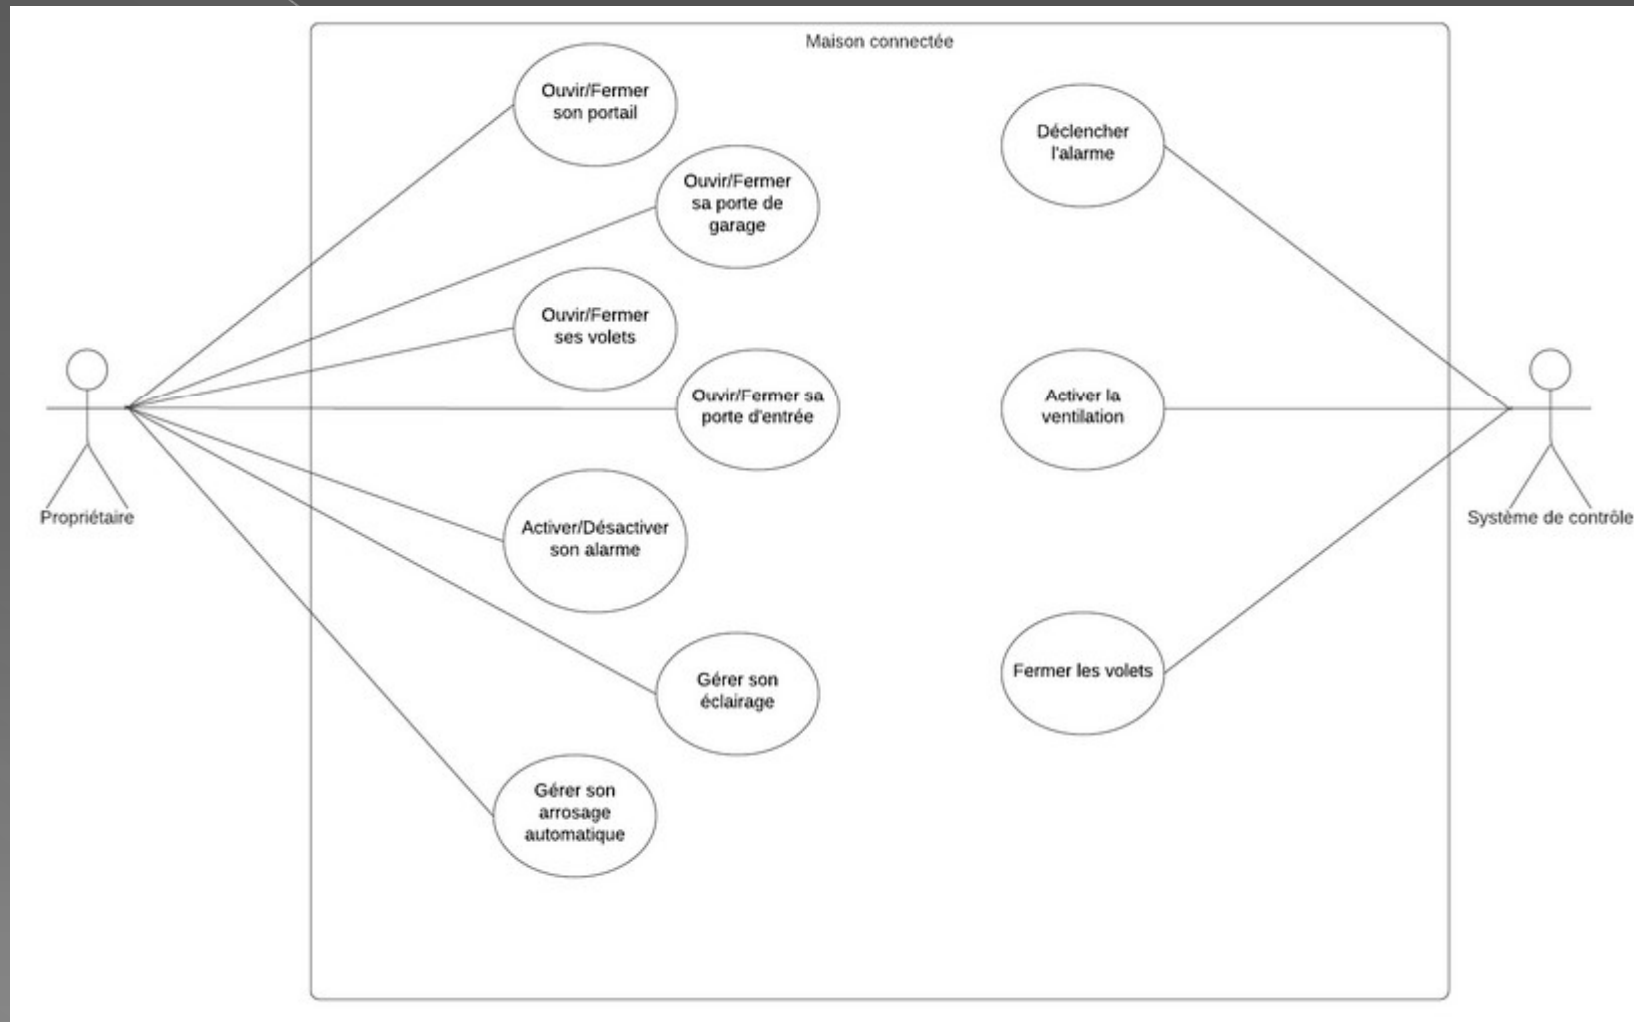 Maison connectée
Ouvir/Fermer
son portail
Ouvir/Fermer
sa porte de
garage
Ouvir/Fermer
ses volets
Ouvir/Fermer sa
porte d'entrée
Activer/Désactiver
son alarme
Gérer son
éclairage
Gérer son
arrosage
automatique
Propriétaire
Déclencher
l'alarme
Activer la
ventilation
Fermer les volets
Système de contrôle